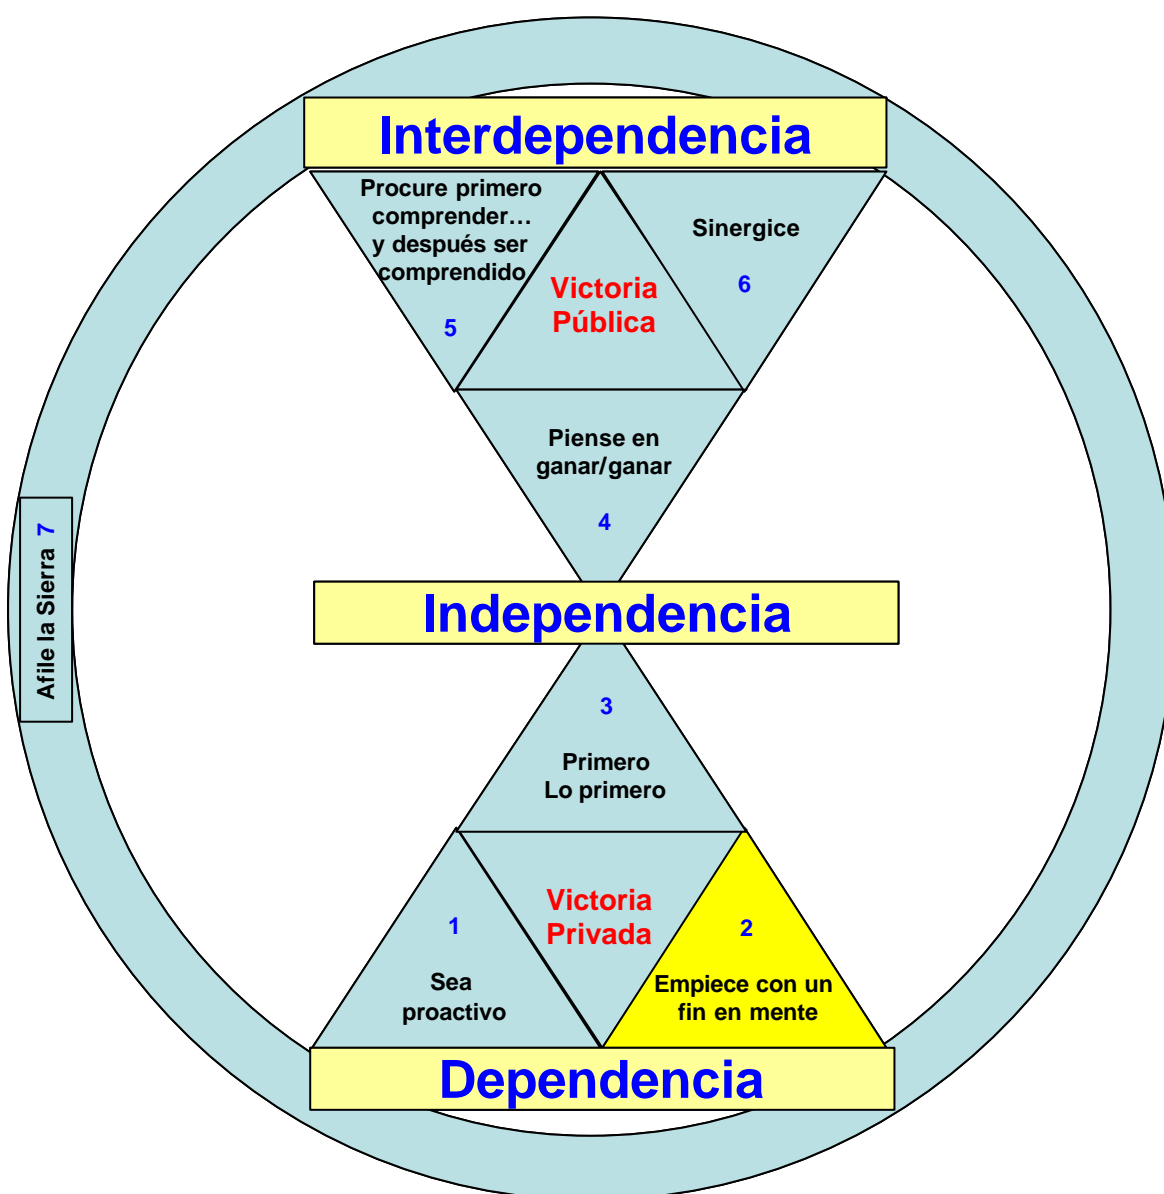 Interdependencia
Procure primero
comprender…
y después ser
comprendido
5
Victoria
Pública
Sinergice
6
Piense en
ganar/ganar
4
Afile la Sierra 7
Independencia
3
Primero
Lo primero
1
Sea
proactivo
Victoria
Privada
2
Empiece con un
fin en mente
Dependencia